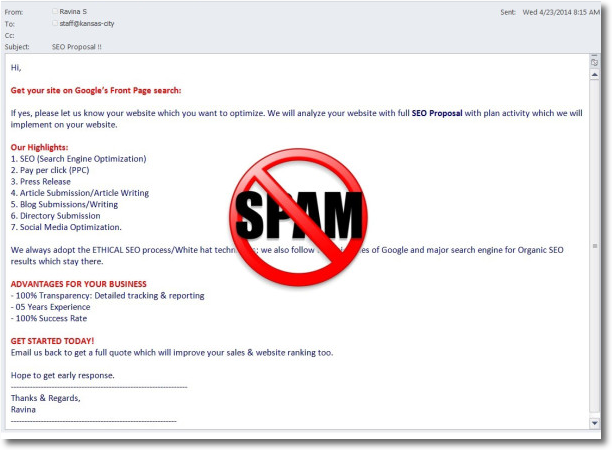 From: Ravina S Sent: Wed 4/23/2014 8:15 AM
To: staff@kansas-city
Cc:
Subject: SEO Proposal !!
Hi,
Get your site on Google's Front Page search:
If yes, please let us know your website which you want to optimize. We will analyze your website with full SEO Proposal with plan activity which we will
implement on your website.
Our Highlights:
1. SEO (Search Engine Optimization)
2. Pay per click (PPC)
3. Press Release
4. Article Submission/Article Writing
5. Blog Submissions/Writing
6. Directory Submission
7. Social Media Optimization.
SPAM
We always adopt the ETHICAL SEO process/White hat we also follow of Google and major search engine for Organic SEO
results which stay there.
ADVANTAGES FOR YOUR BUSINESS
- 100% Transparency: Detailed tracking & reporting
- 05 Years Experience
- 100% Success Rate
GET STARTED TODAY!
Email us back to get a full quote which will improve your sales & website ranking too.
Hope to get early response.
------------------------------------------------------------
Thanks & Regards,
Ravina
---------------------------------------------------------